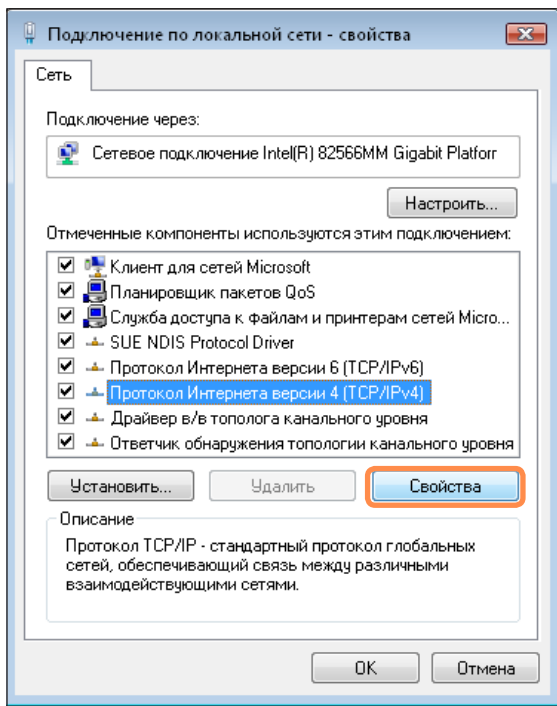 Подключение по локальной сети - свойства
Сеть
Подключение через:
Сетевое подключение Intel(R) 82566MM Gigabit Platforr
Настроить...
Отмеченные компоненты используются этим подключением:
Клиент для сетей Microsoft
Планировщик пакетов QoS
Служба доступа к файлам и принтерам сетей Micro...
SUE NDIS Protocol Driver
Протокол Интернета версии 6 (TCP/IPv6)
Протокол Интернета версии 4 (TCP/IPv4)
Драйвер в/в тополога канального уровня
Ответчик обнаружения топологии канального уровня
Установить... Удалить Свойства
Описание
Протокол TCP/IP - стандартный протокол глобальных
сетей, обеспечивающий связь между различными
взаимодействующими сетями.
OK Отмена